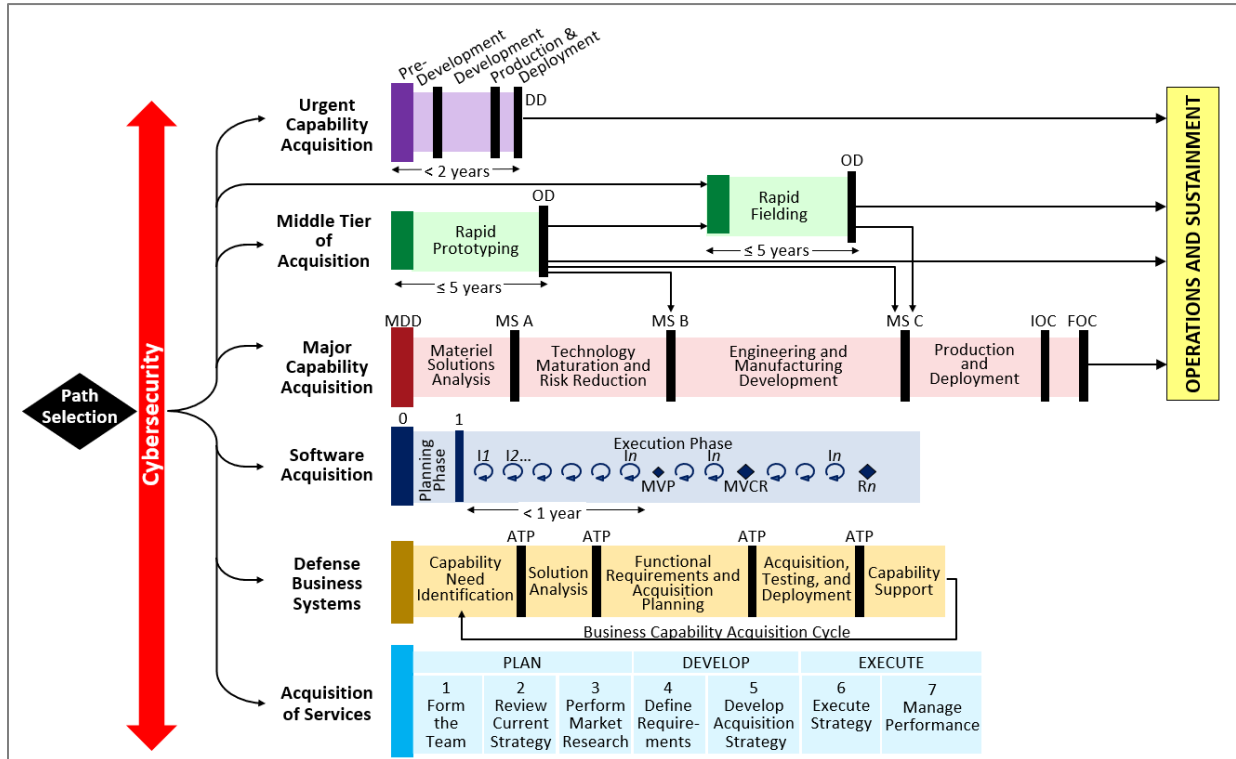 Path
Selection
Cybersecurity
Urgent
Capability
Acquisition
Pre-
Development
Development
Production &
Deployment
DD
< 2 years
Middle Tier
of
Acquisition
Rapid
Prototyping
OD
≤ 5 years
Rapid
Fielding
OD
≤ 5 years
Major
Capability
Acquisition
MDD
MS A
MS B
MS C
IOC
FOC
Materiel
Solutions
Analysis
Technology
Maturation and
Risk Reduction
Engineering and
Manufacturing
Development
Production
and
Deployment
OPERATIONS AND SUSTAINMENT
Software
Acquisition
0
1
Planning
Phase
Execution Phase
I1
I2...
In
In
In
MVP
MVCR
Rn
< 1 year
Defense
Business
Systems
ATP
ATP
ATP
ATP
Capability
Need
Identification
Solution
Analysis
Functional
Requirements and
Acquisition
Planning
Acquisition,
Testing, and
Deployment
Capability
Support
Business Capability Acquisition Cycle
Acquisition
of Services
PLAN
DEVELOP
EXECUTE
1
Form
the
Team
2
Review
Current
Strategy
3
Perform
Market
Research
4
Define
Require-
ments
5
Develop
Acquisition
Strategy
6
Execute
Strategy
7
Manage
Performance